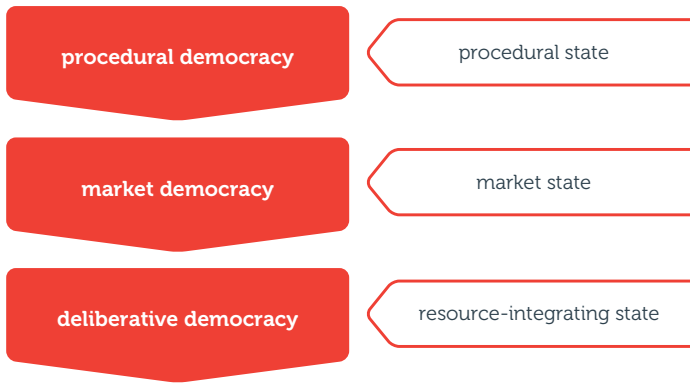 procedural democracy
procedural state
market democracy
market state
deliberative democracy
resource-integrating state